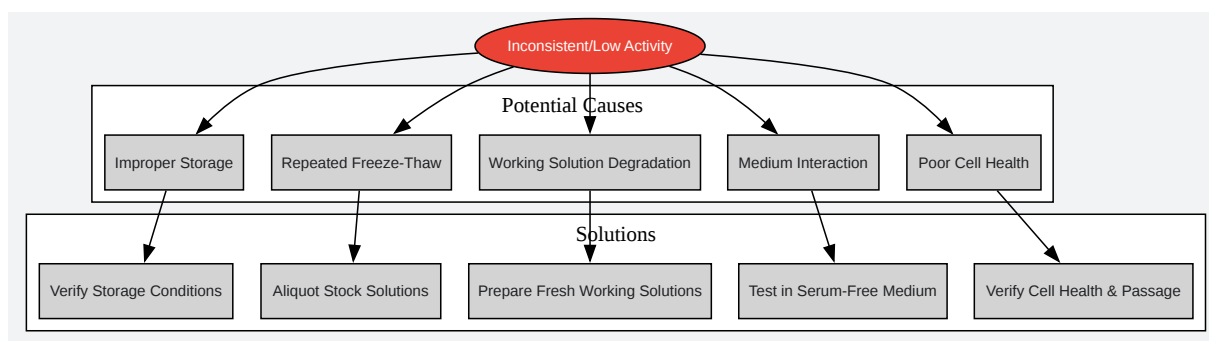 Inconsistent/Low Activity
Potential Causes
Improper Storage
Repeated Freeze-Thaw
Working Solution Degradation
Medium Interaction
Poor Cell Health
Solutions
Verify Storage Conditions
Aliquot Stock Solutions
Prepare Fresh Working Solutions
Test in Serum-Free Medium
Verify Cell Health & Passage